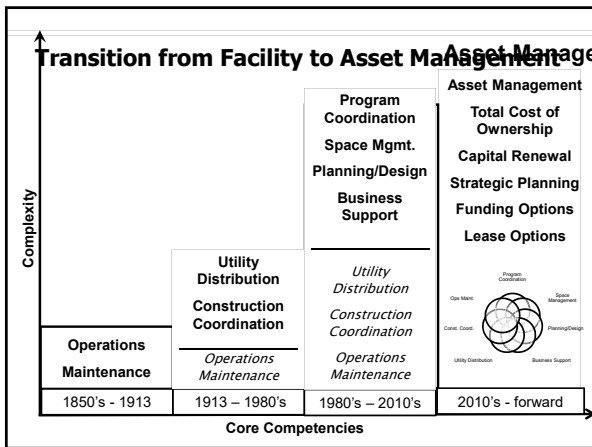 Transition from Facility to Asset Management
Asset Manage
Complexity
Operations
Maintenance
1850's - 1913
Utility
Distribution
Construction
Coordination
Operations
Maintenance
1913 – 1980's
Program
Coordination
Space Mgmt.
Planning/Design
Business
Support
Utility
Distribution
Construction
Coordination
Operations
Maintenance
1980's – 2010's
Asset Management
Total Cost of
Ownership
Capital Renewal
Strategic Planning
Funding Options
Lease Options
Program
Coordination
Ops Maint.
Space
Management
Const. Coord.
Planning/Design
Utility Distribution
Business Support
2010's - forward
Core Competencies